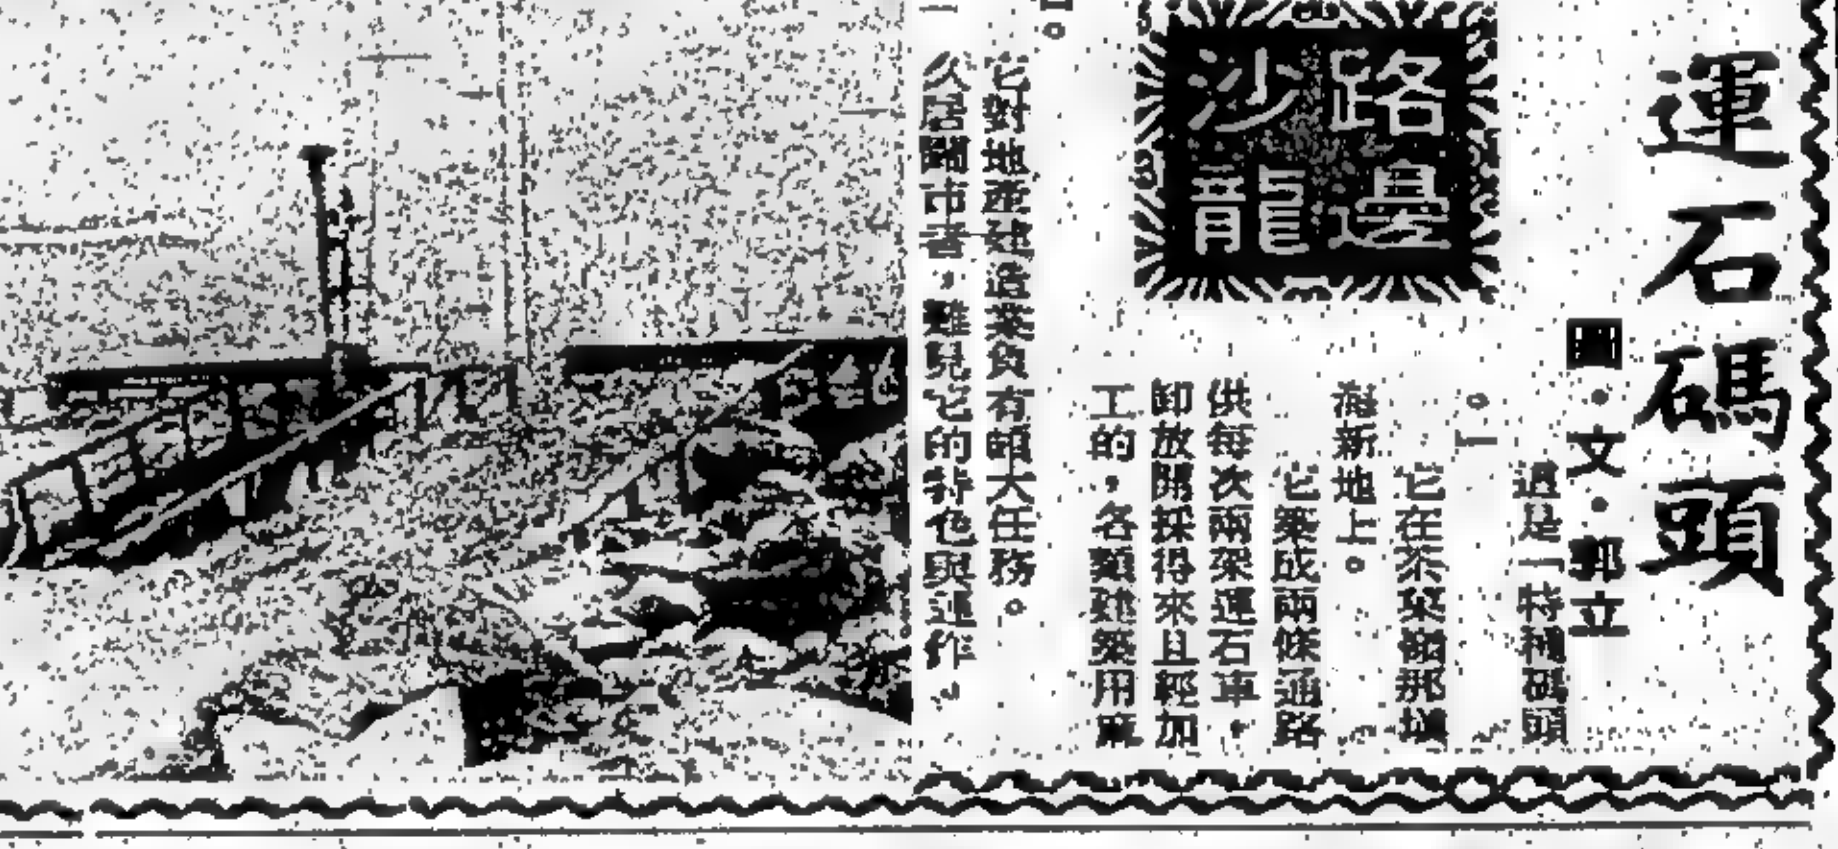 運石碼頭
圖・文・郭立
路邊
沙龍
這是一特種碼頭
。」
它在茶菓嶺那塲
海新地上。
它築成兩條通路
供每次兩架運石車,
卸放開採得來且輕加
工的,各類建築用
它對地產建造業負有頗大任務。
久居鬧市者,難見它的特色與運作